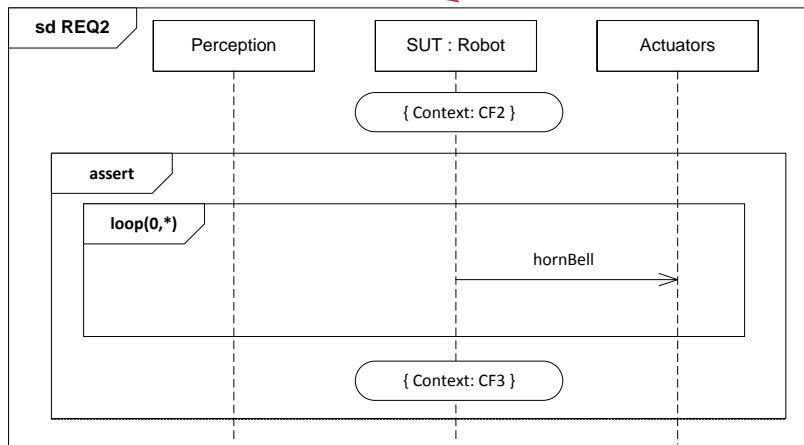 sd REQ2
Perception
SUT : Robot
Actuators
{ Context: CF2 }
assert
loop(0,*)
hornBell
{ Context: CF3 }